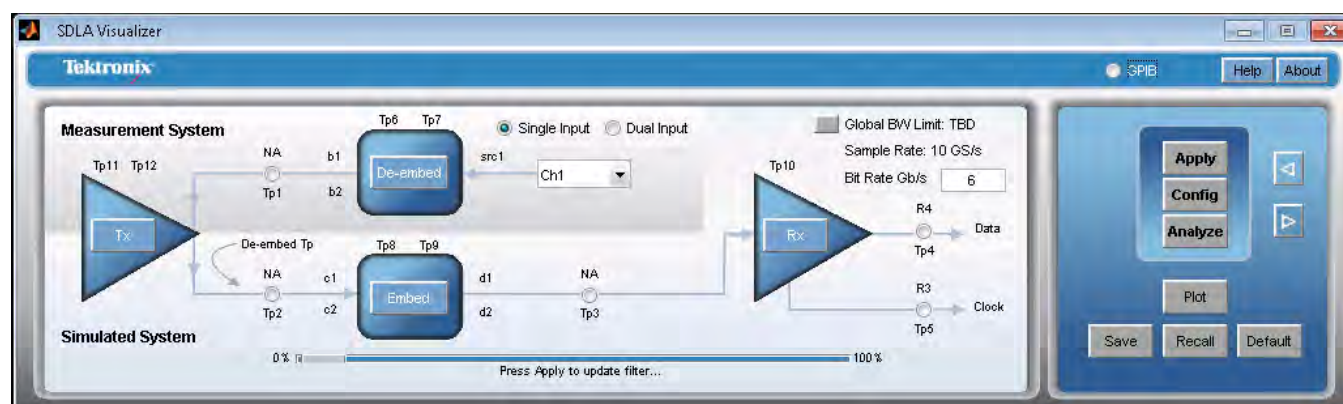 SDLA Visualizer
Tektronix
GPIB
Help
About
Measurement System
Tp11 Tp12
NA
Tp1
b1
b2
Tp6 Tp7
De-embed
Single Input
Dual Input
src1
Ch1
Global BW Limit: TBD
Sample Rate: 10 GS/s
Bit Rate Gb/s
6
Tp10
Tx
Rx
R4
Tp4
Data
De-embed Tp
NA
Tp2
c1
c2
Tp8 Tp9
Embed
d1
d2
NA
Tp3
R3
Tp5
Clock
Simulated System
0%
100%
Press Apply to update filter...
Apply
Config
Analyze
Plot
Save
Recall
Default